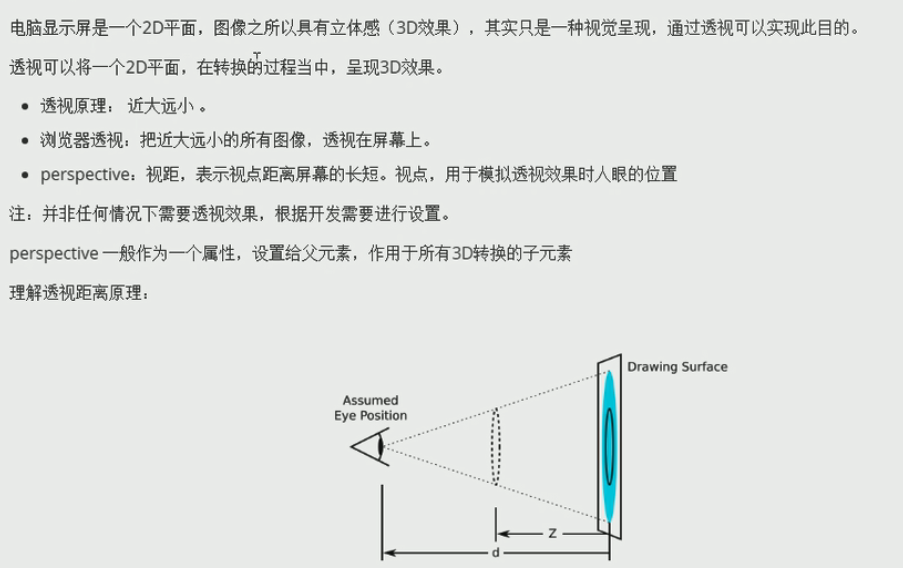 电脑显示屏是一个2D平面，图像之所以具有立体感（3D效果），其实只是一种视觉呈现，通过透视可以实现此目的。
透视可以将一个2D平面，在转换的过程当中，呈现3D效果。
• 透视原理： 近大远小 。
• 浏览器透视：把近大远小的所有图像，透视在屏幕上。
• perspective：视距，表示视点距离屏幕的长短。视点，用于模拟透视效果时人眼的位置
注：并非任何情况下需要透视效果，根据开发需要进行设置。
perspective 一般作为一个属性，设置给父元素，作用于所有3D转换的子元素
理解透视距离原理：
Drawing Surface
Assumed
Eye Position
Z
d